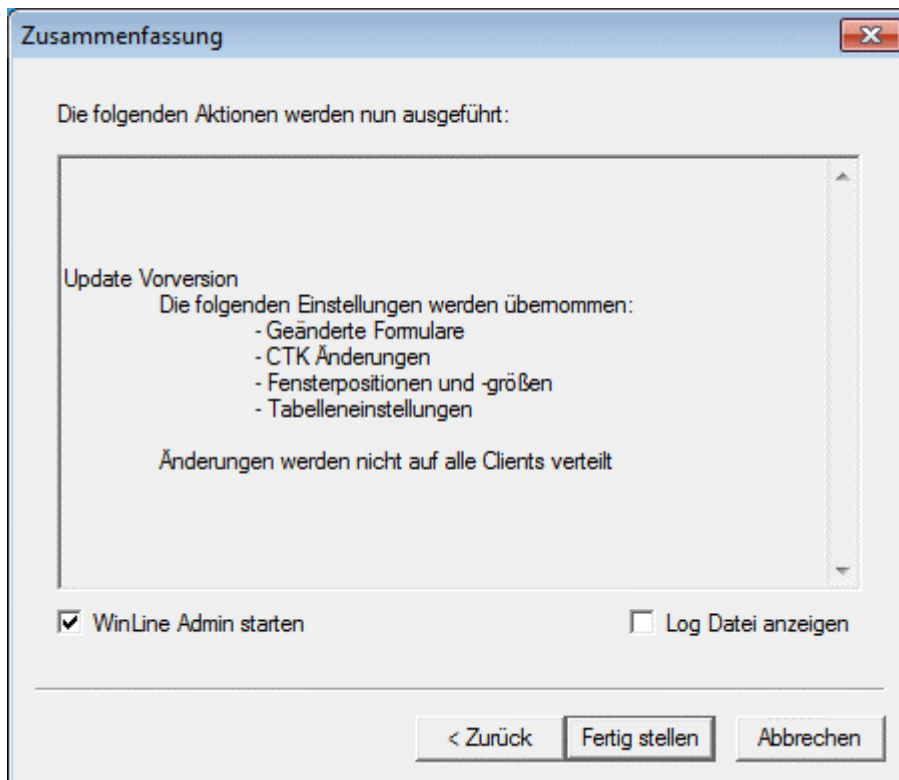 Zusammenfassung
Die folgenden Aktionen werden nun ausgeführt:
Update Vorversion
Die folgenden Einstellungen werden übernommen:
- Geänderte Formulare
- CTK Änderungen
- Fensterpositionen und -größen
- Tabelleneinstellungen
Änderungen werden nicht auf alle Clients verteilt
WinLine Admin starten
Log Datei anzeigen
< Zurück
Fertig stellen
Abbrechen